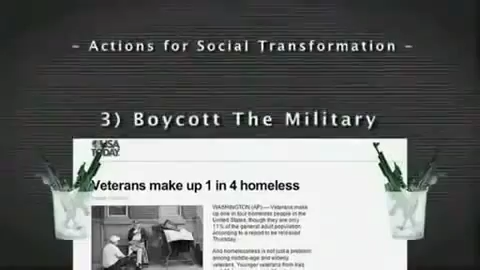 - Actions for Social Transformation -
3) Boycott The Military
USA
TODAY
Veterans make up 1 in 4 homeless
WASHINGTON (AP) — Veterans make
up one in four homeless people in the
United States, though they are only
11% of the general adult population
according to a report to be released
Thursday.
And homelessness is not just a problem
among middle-age and elderly
veterans. Younger veterans from Iraq